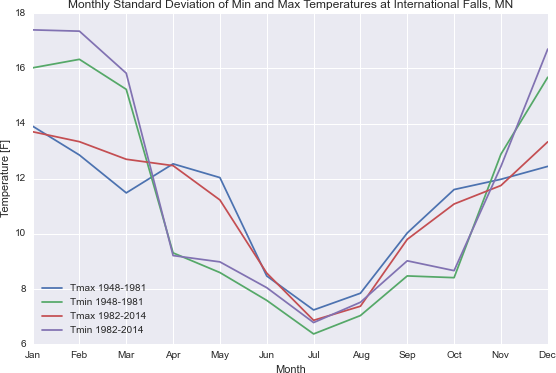 Monthly Standard Deviation of Min and Max Temperatures at International Falls, MN
18
16
14
12
10
8
6
Temperature [F]
Tmax 1948-1981
Tmin 1948-1981
Tmax 1982-2014
Tmin 1982-2014
Jan Feb Mar Apr May Jun Jul Aug Sep Oct Nov Dec
Month